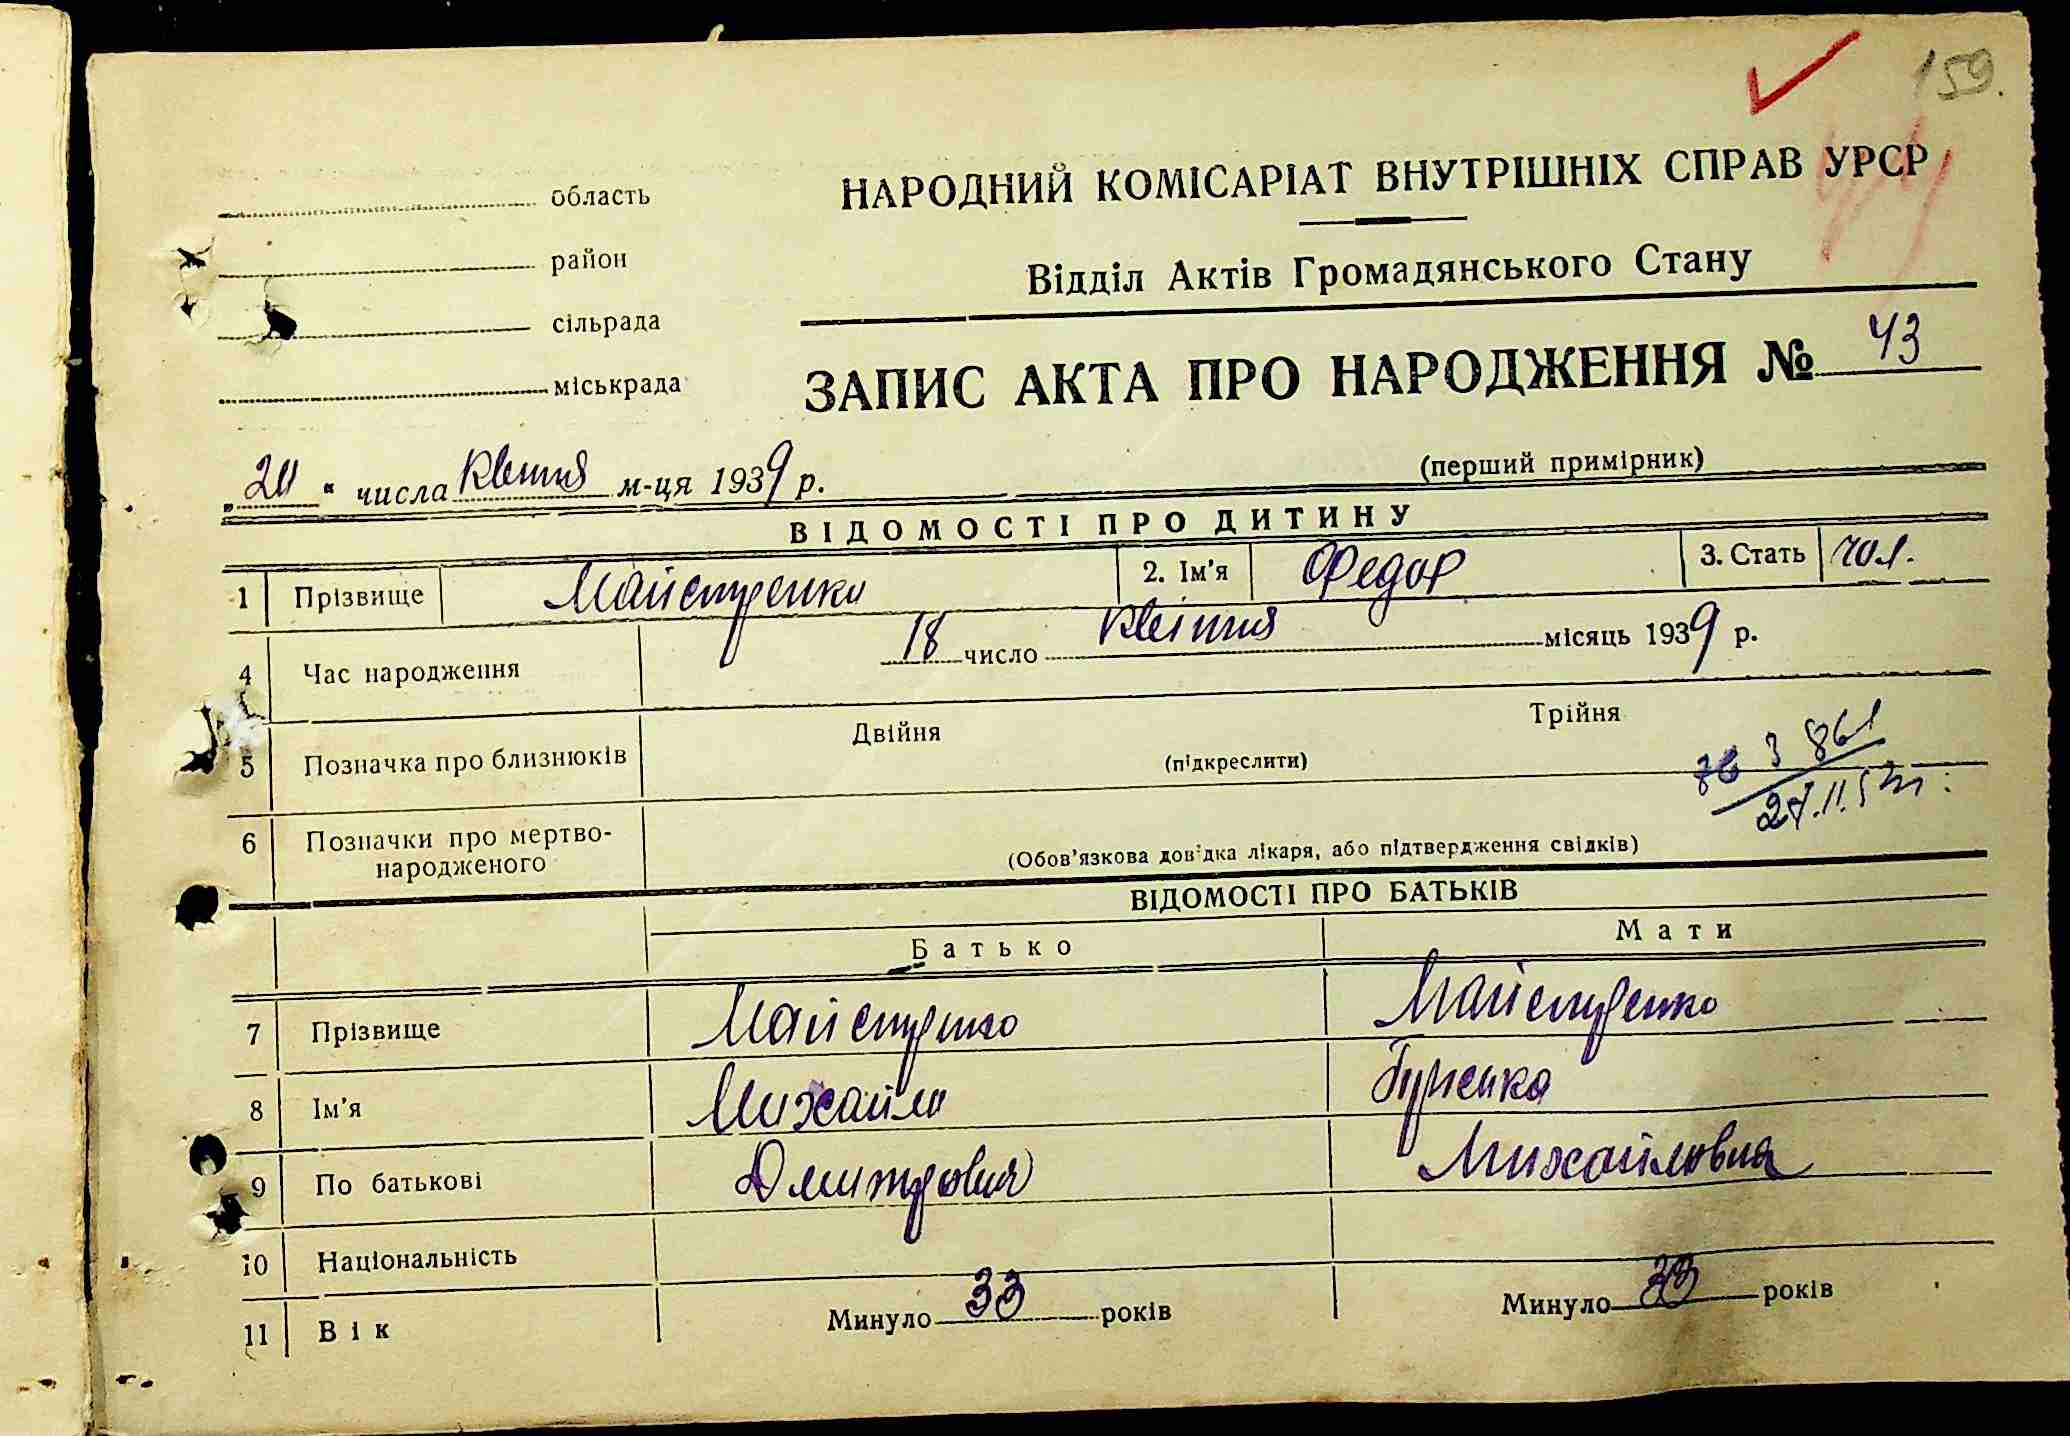 159.
область
НАРОДНИЙ КОМІСАРІАТ ВНУТРІШНІХ СПРАВ УРСР
район
Відділ Актів Громадянського Стану
сільрада
міськрада
ЗАПИС АКТА ПРО НАРОДЖЕННЯ № 43
(перший примірник)
„20" числа квітня м-ця 1939 р.
ВІДОМОСТІ ПРО ДИТИНУ
1 Прізвище Майстренко 2. Ім'я Федор 3. Стать чол.
4 Час народження 18 число квітня місяць 1939 р.
5 Позначка про близнюків Двійня Трійня
(підкреслити)
6 Позначки про мертво-
народженого
(Обов'язкова довідка лікаря, або підтвердження свідків)
ВІДОМОСТІ ПРО БАТЬКІВ
Батько Мати
7 Прізвище Майстренко Майстренко
8 Ім'я Михайло
9 По батькові Дмитрович Михайловна
10 Національність
11 Вік Минуло 33 років Минуло 33 років